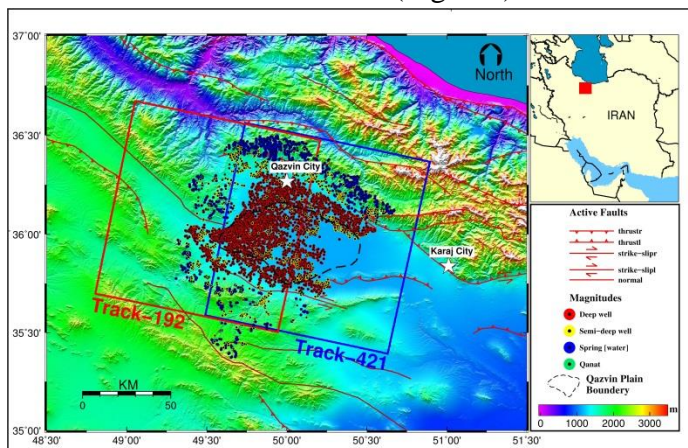 37°00'
36°30'
36°00'
35°30'
35°00'
48°30'
49°00'
49°30'
50°00'
50°30'
51°00'
51°30'
North
Qazvin City
Karaj City
Track-192
Track-421
KM
0
50
IRAN
Active Faults
thrustr
thrustl
strike-slipr
strike-slipl
normal
Magnitudes
Deep well
Semi-deep well
Spring [water]
Qunat
Qazvin Plain
Boundery
m
0 1000 2000 3000